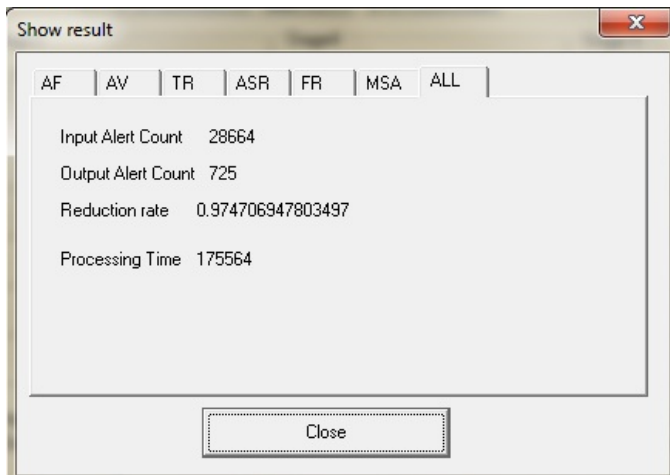 Show result
AF AV TR ASR FR MSA ALL
Input Alert Count 28664
Output Alert Count 725
Reduction rate 0.974706947803497
Processing Time 175564
Close